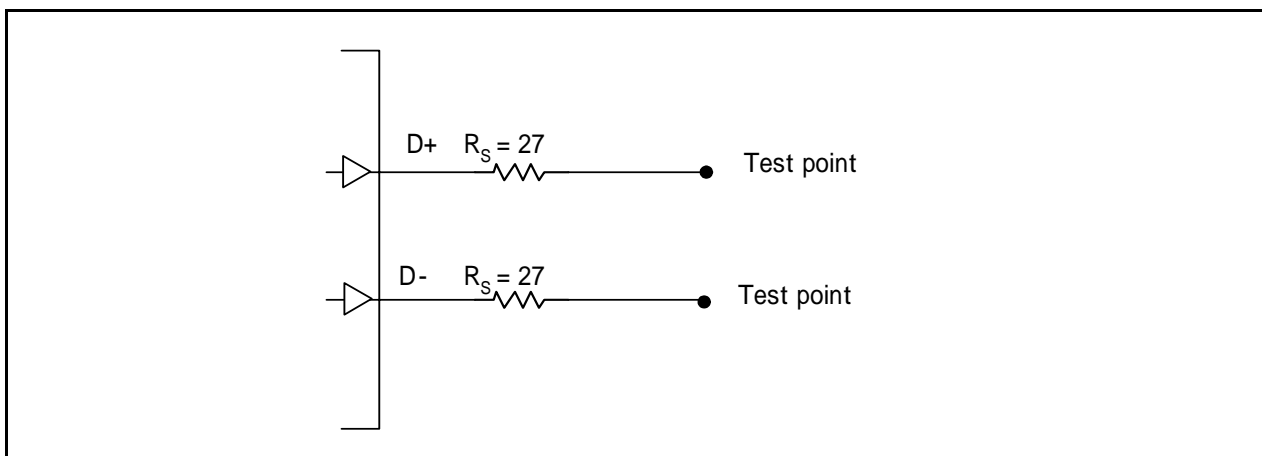 D+ R_S = 27 Test point
D- R_S = 27 Test point